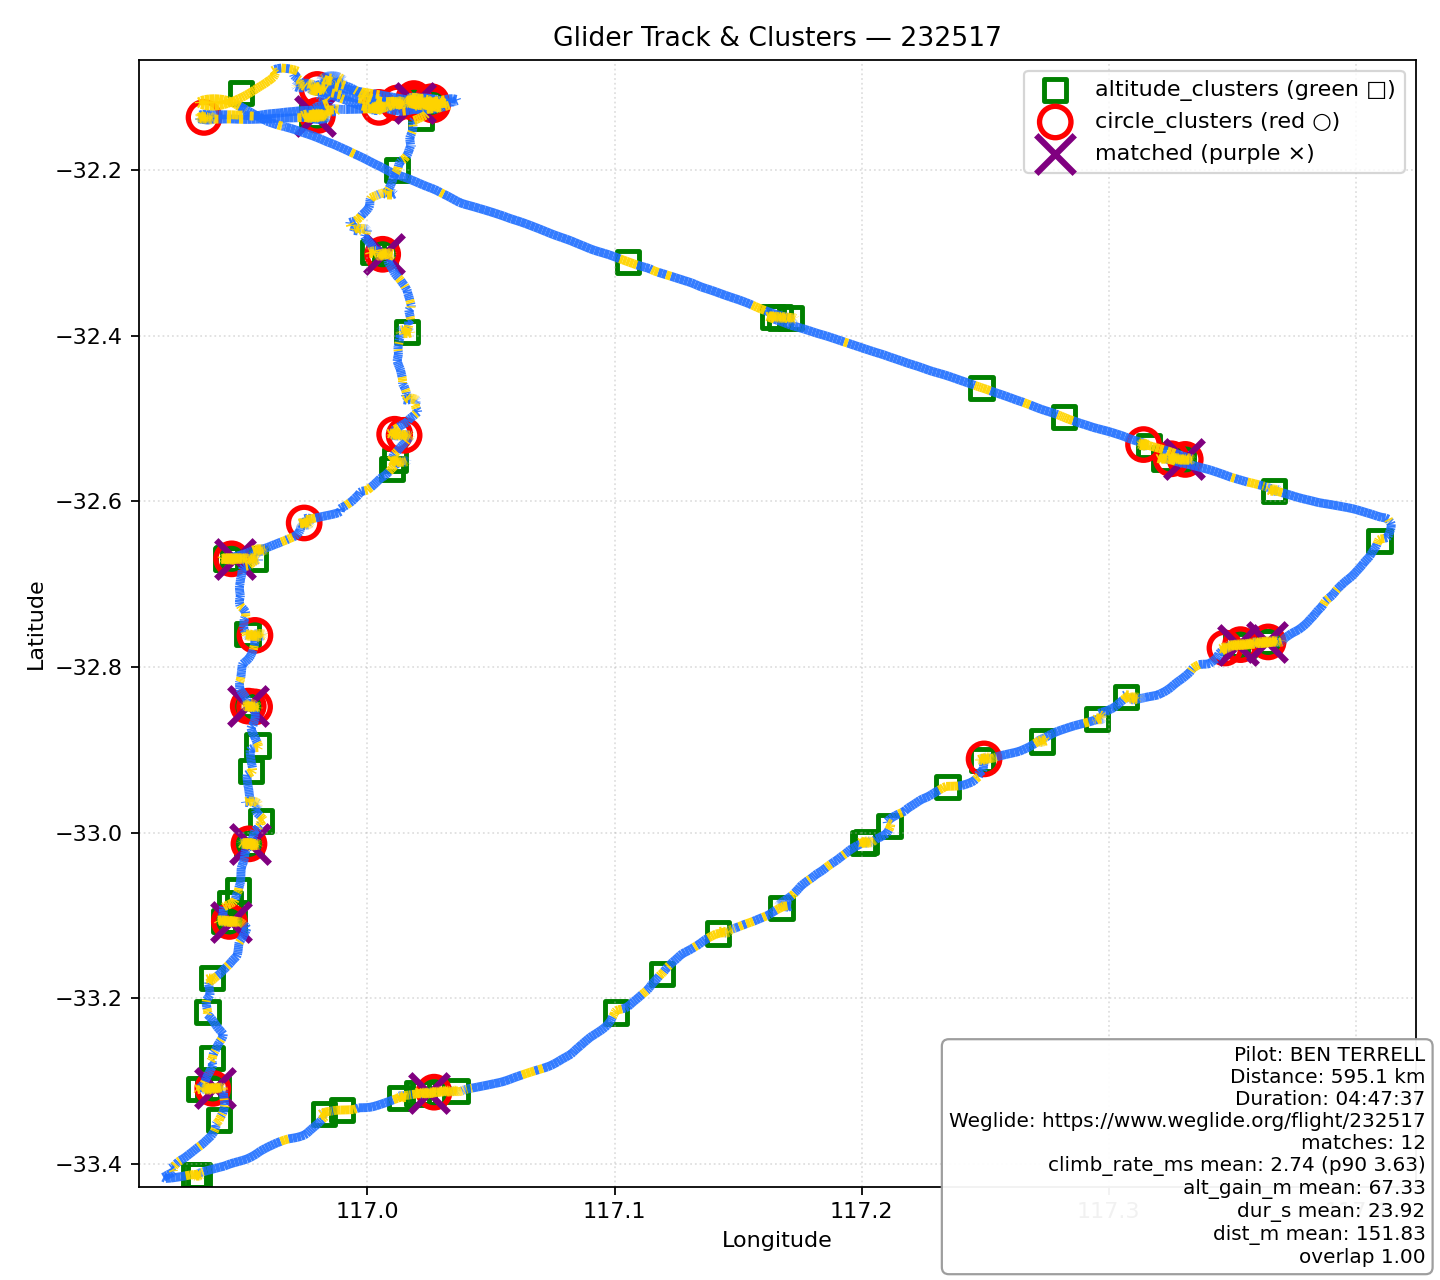 Glider Track & Clusters — 232517
altitude_clusters (green □)
circle_clusters (red ○)
matched (purple ×)
Latitude
−32.2
−32.4
−32.6
−32.8
−33.0
−33.2
−33.4
117.0
117.1
117.2
117.3
Longitude
Pilot: BEN TERRELL
Distance: 595.1 km
Duration: 04:47:37
Weglide: https://www.weglide.org/flight/232517
matches: 12
climb_rate_ms mean: 2.74 (p90 3.63)
alt_gain_m mean: 67.33
dur_s mean: 23.92
dist_m mean: 151.83
overlap 1.00